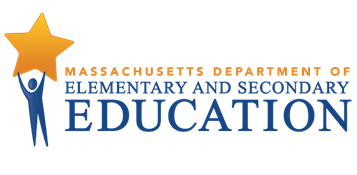 MASSACHUSETTS DEPARTMENT OF
ELEMENTARY AND SECONDARY
EDUCATION